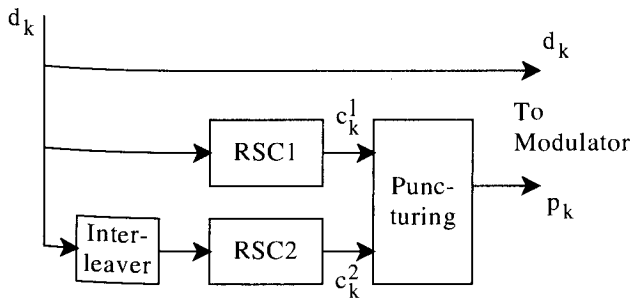 d_k
d_k
To
Modulator
c_k^1
RSC1
Punc-
turing
p_k
Inter-
leaver
RSC2
c_k^2